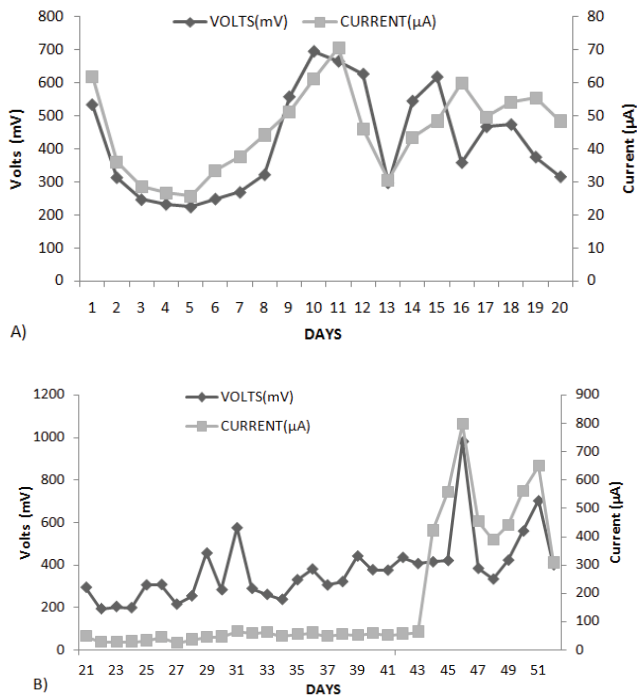 VOLTS(mV) CURRENT(µA)
800
700
600
500
400
300
200
100
0
Volts (mV)
80
70
60
50
40
30
20
10
0
Current (µA)
1 2 3 4 5 6 7 8 9 10 11 12 13 14 15 16 17 18 19 20
DAYS
A)
VOLTS(mV)
CURRENT(µA)
1200
1000
800
600
400
200
0
Volts (mV)
900
800
700
600
500
400
300
200
100
0
Current (µA)
21 23 25 27 29 31 33 35 37 39 41 43 45 47 49 51
DAYS
B)